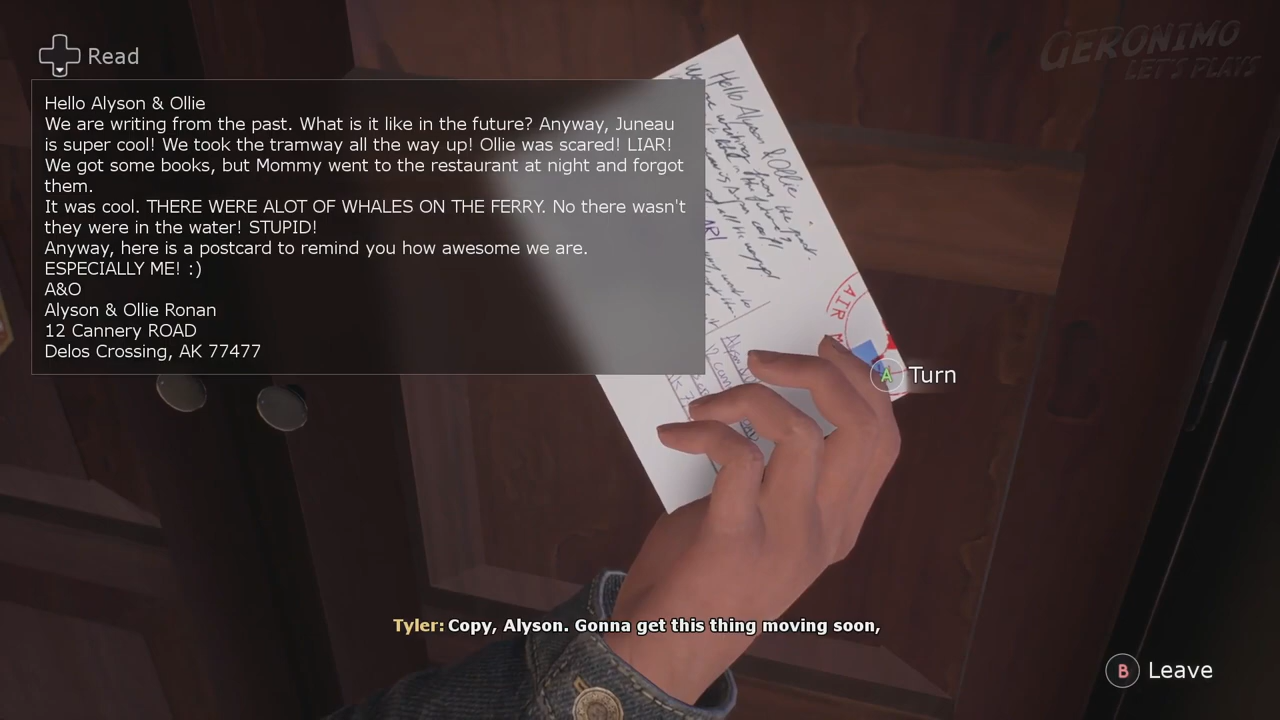 GERONIMO
LET'S PLAYS
Read
Hello Alyson & Ollie
We are writing from the past. What is it like in the future? Anyway, Juneau
is super cool! We took the tramway all the way up! Ollie was scared! LIAR!
We got some books, but Mommy went to the restaurant at night and forgot
them.
It was cool. THERE WERE ALOT OF WHALES ON THE FERRY. No there wasn't
they were in the water! STUPID!
Anyway, here is a postcard to remind you how awesome we are.
ESPECIALLY ME! :)
A&O
Alyson & Ollie Ronan
12 Cannery ROAD
Delos Crossing, AK 77477
Hello Alyson & Ollie
AIR
A Turn
Tyler: Copy, Alyson. Gonna get this thing moving soon,
B Leave